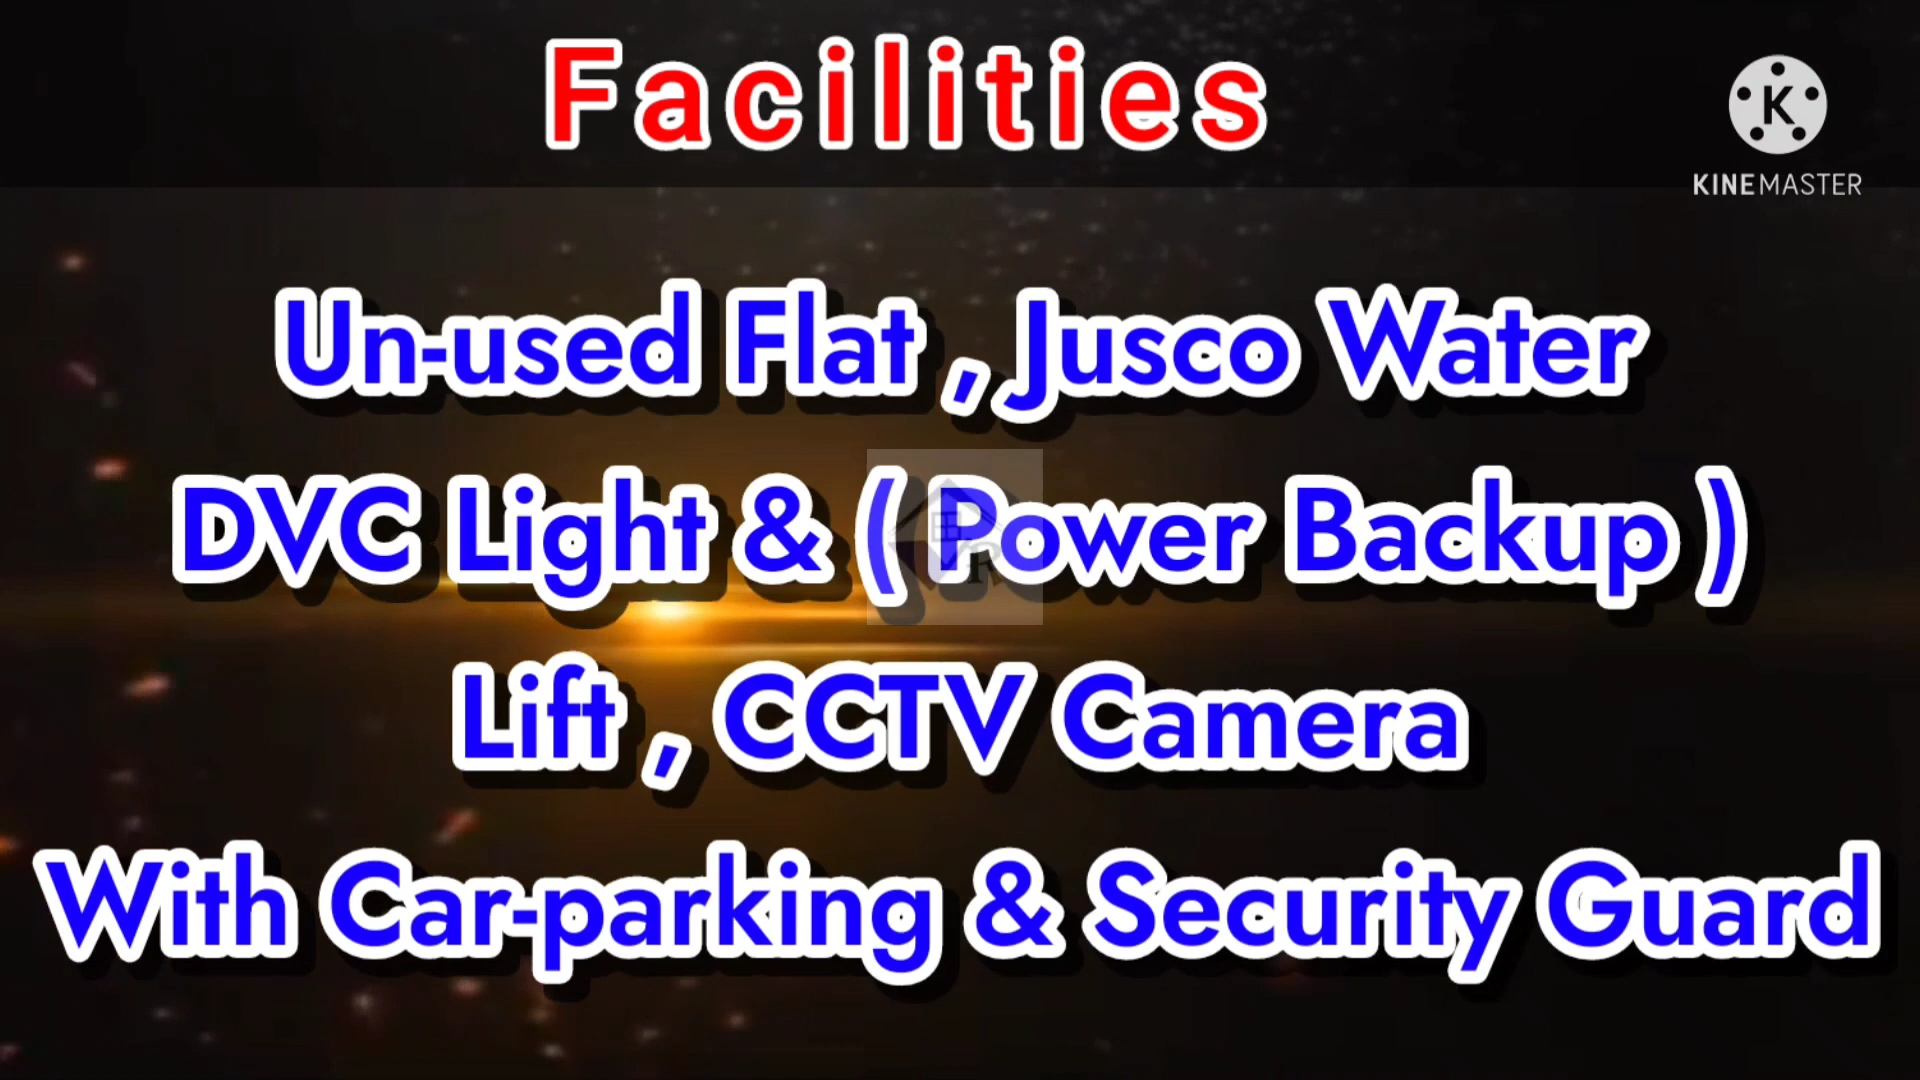 Facilities
K
KINEMASTER
Un-used Flat , Jusco Water
DVC Light & ( Power Backup )
Lift , CCTV Camera
With Car-parking & Security Guard